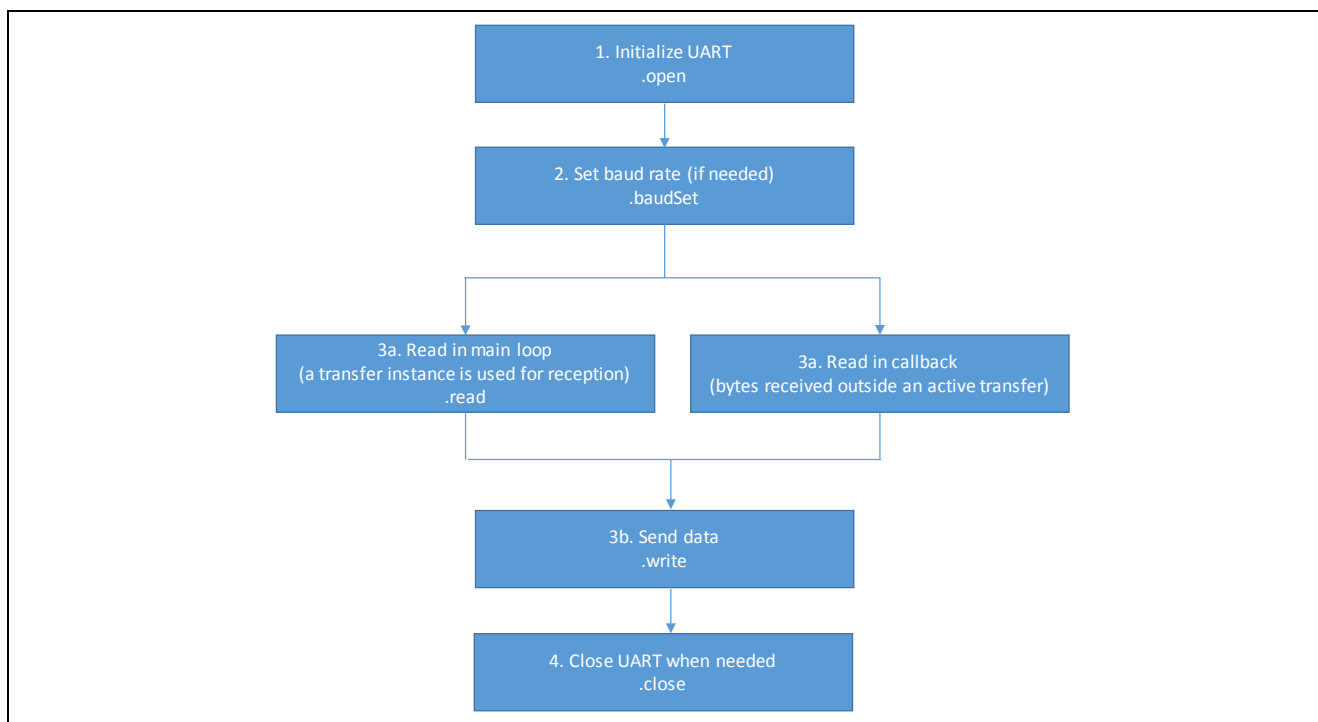 1. Initialize UART
.open
2. Set baud rate (if needed)
.baudSet
3a. Read in main loop
(a transfer instance is used for reception)
.read
3a. Read in callback
(bytes received outside an active transfer)
3b. Send data
.write
4. Close UART when needed
.close